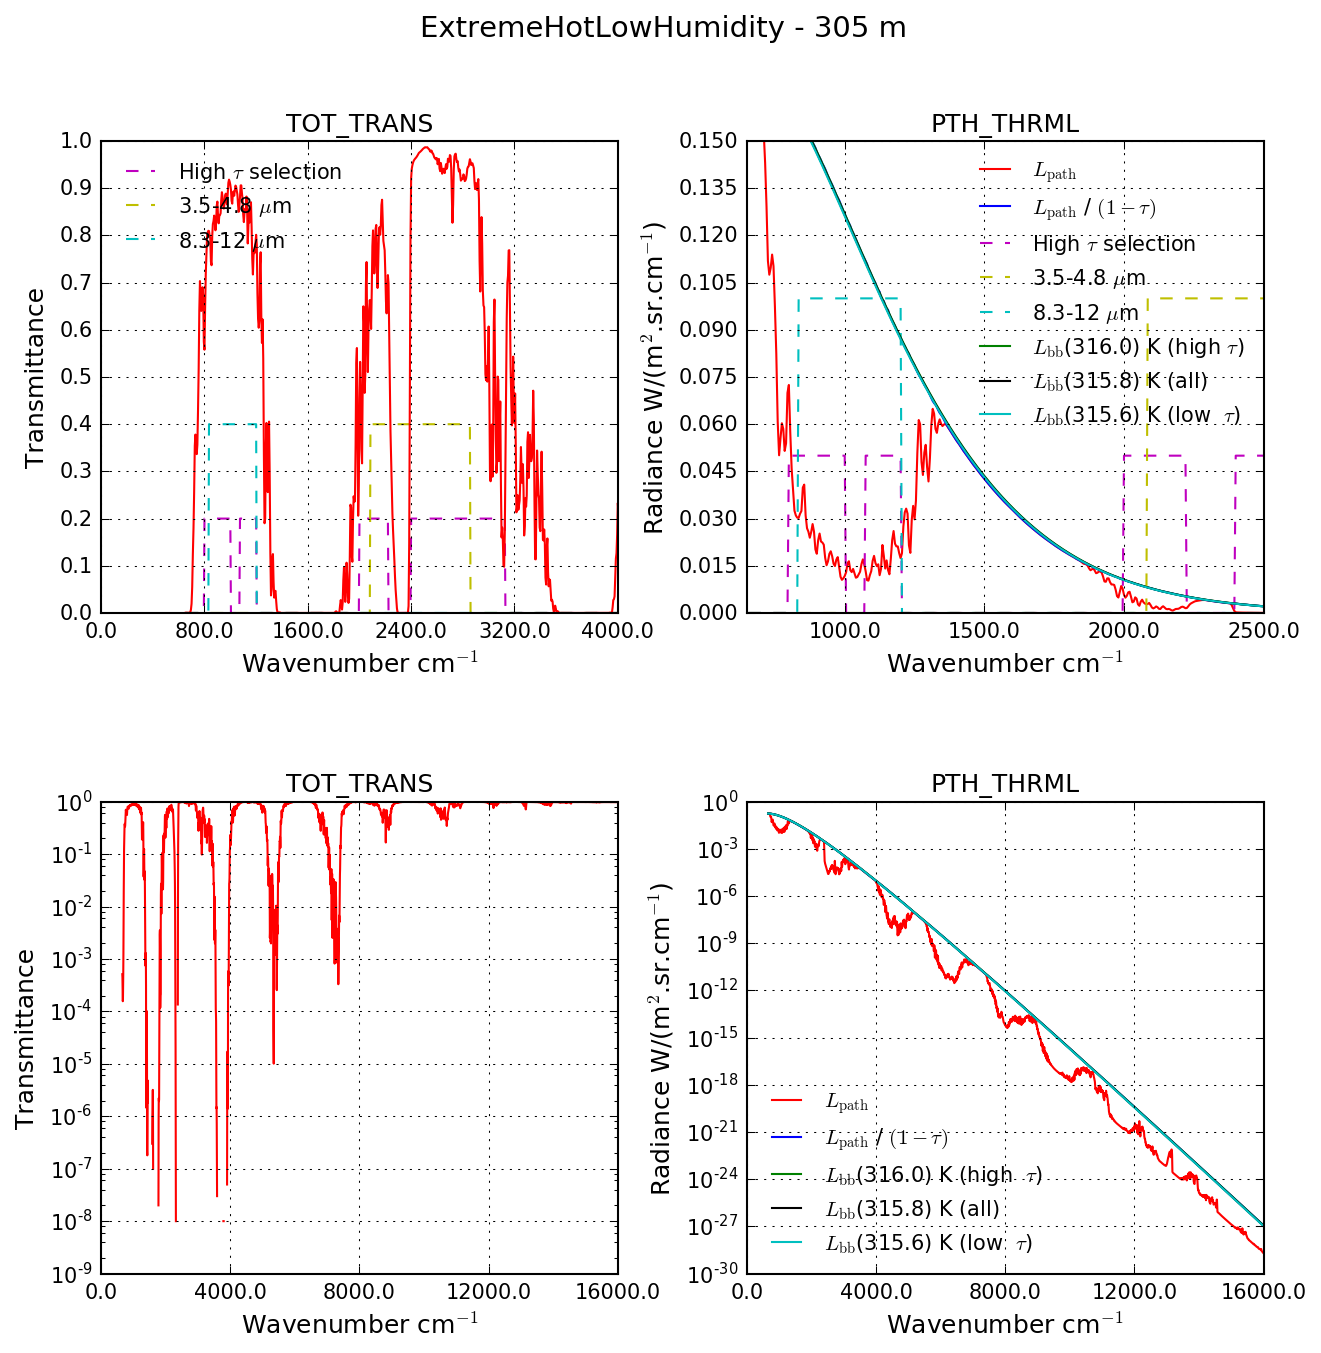 ExtremeHotLowHumidity - 305 m
TOT_TRANS
1.0
0.9
0.8
0.7
0.6
0.5
0.4
0.3
0.2
0.1
0.0
Transmittance
High τ selection
3.5-4.8 μm
8.3-12 μm
0.0 800.0 1600.0 2400.0 3200.0 4000.0
Wavenumber cm⁻¹
PTH_THRML
0.150
0.135
0.120
0.105
0.090
0.075
0.060
0.045
0.030
0.015
0.000
Radiance W/(m².sr.cm⁻¹)
L_path
L_path / (1−τ)
High τ selection
3.5-4.8 μm
8.3-12 μm
L_bb(316.0) K (high τ)
L_bb(315.8) K (all)
L_bb(315.6) K (low τ)
1000.0 1500.0 2000.0 2500.0
Wavenumber cm⁻¹
TOT_TRANS
10⁰
10⁻¹
10⁻²
10⁻³
10⁻⁴
10⁻⁵
10⁻⁶
10⁻⁷
10⁻⁸
10⁻⁹
Transmittance
0.0 4000.0 8000.0 12000.0 16000.0
Wavenumber cm⁻¹
PTH_THRML
10⁰
10⁻³
10⁻⁶
10⁻⁹
10⁻¹²
10⁻¹⁵
10⁻¹⁸
10⁻²¹
10⁻²⁴
10⁻²⁷
10⁻³⁰
Radiance W/(m².sr.cm⁻¹)
L_path
L_path / (1−τ)
L_bb(316.0) K (high τ)
L_bb(315.8) K (all)
L_bb(315.6) K (low τ)
0.0 4000.0 8000.0 12000.0 16000.0
Wavenumber cm⁻¹